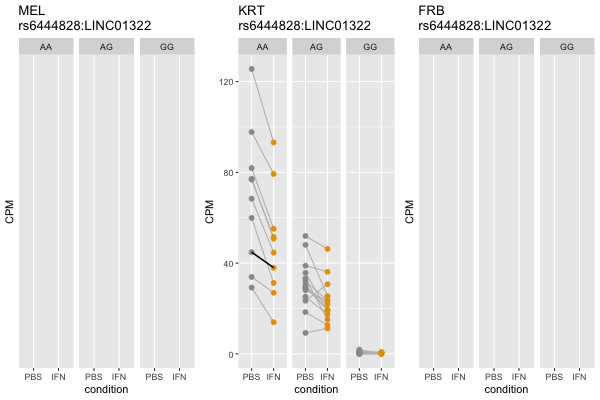 MEL
rs6444828:LINC01322
AA AG GG
CPM
PBS IFN PBS IFN PBS IFN
condition
KRT
rs6444828:LINC01322
AA AG GG
120
80
40
0
CPM
PBS IFN PBS IFN PBS IFN
condition
FRB
rs6444828:LINC01322
AA AG GG
CPM
PBS IFN PBS IFN PBS IFN
condition